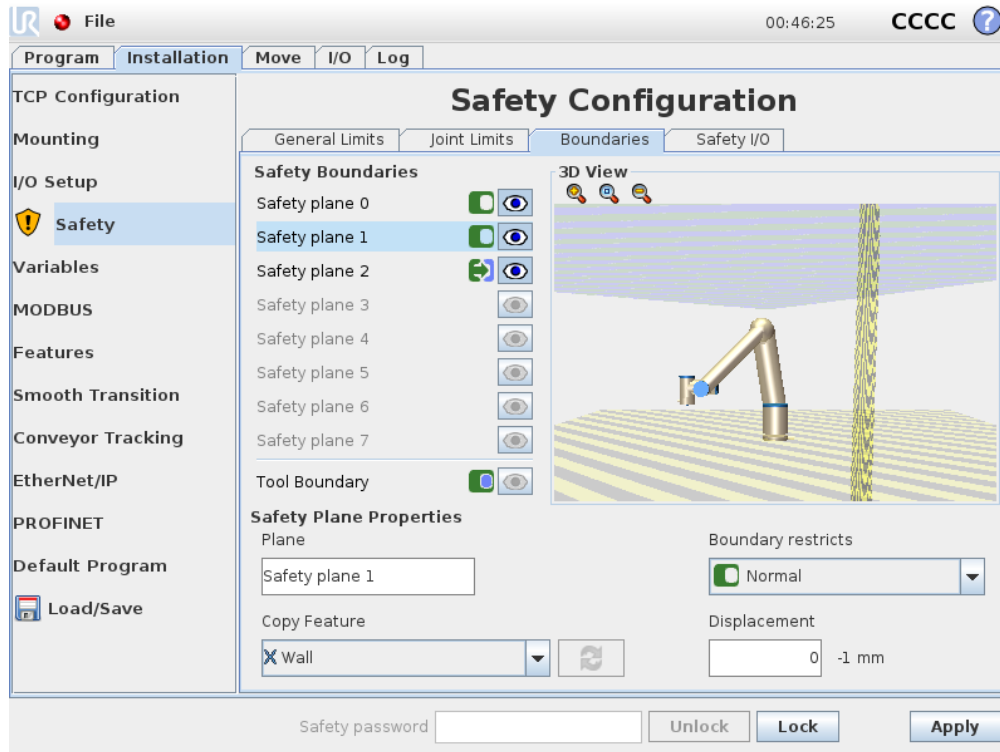 UR File 00:46:25 CCCC ?
Program Installation Move I/O Log
TCP Configuration
Mounting
I/O Setup
Safety
Variables
MODBUS
Features
Smooth Transition
Conveyor Tracking
EtherNet/IP
PROFINET
Default Program
Load/Save
Safety Configuration
General Limits Joint Limits Boundaries Safety I/O
Safety Boundaries
Safety plane 0
Safety plane 1
Safety plane 2
Safety plane 3
Safety plane 4
Safety plane 5
Safety plane 6
Safety plane 7
Tool Boundary
3D View
Safety Plane Properties
Plane
Safety plane 1
Boundary restricts
Normal
Copy Feature
Wall
Displacement
0 -1 mm
Safety password Unlock Lock Apply